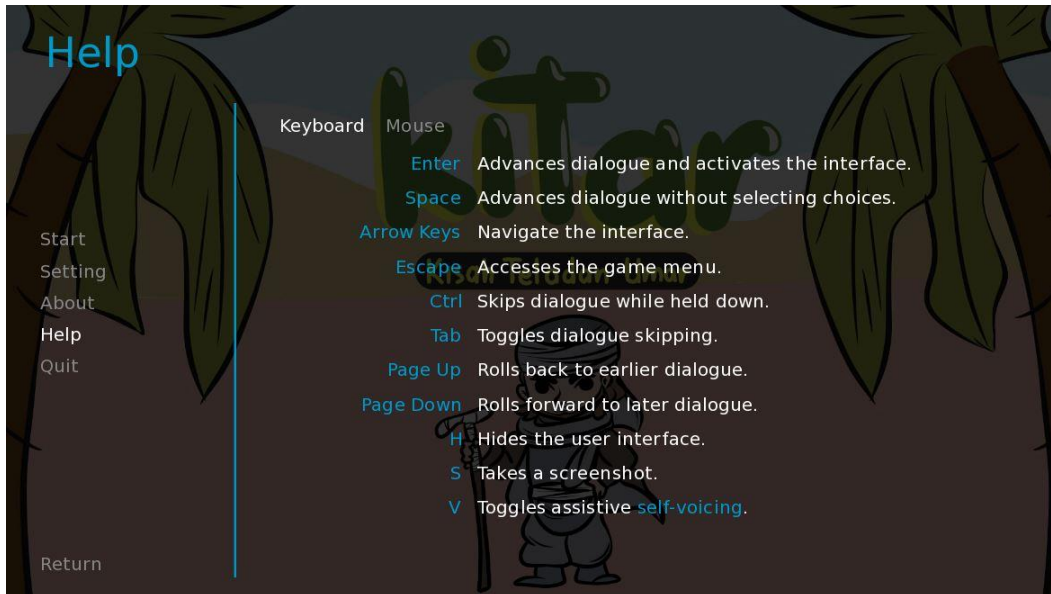 Help
kitar
Kisah Teladan Umar
Keyboard Mouse
Enter Advances dialogue and activates the interface.
Space Advances dialogue without selecting choices.
Arrow Keys Navigate the interface.
Escape Accesses the game menu.
Ctrl Skips dialogue while held down.
Tab Toggles dialogue skipping.
Page Up Rolls back to earlier dialogue.
Page Down Rolls forward to later dialogue.
H Hides the user interface.
S Takes a screenshot.
V Toggles assistive self-voicing.
Start
Setting
About
Help
Quit
Return